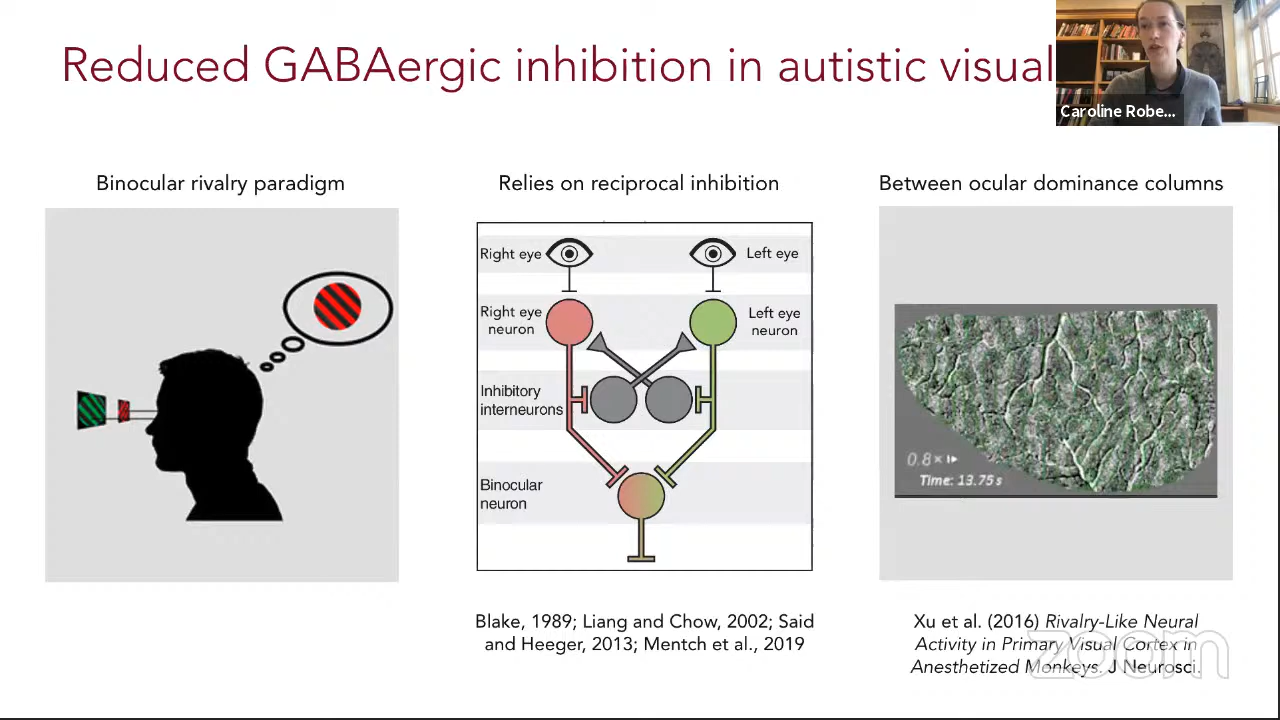 Reduced GABAergic inhibition in autistic visual
Caroline Robe...
Binocular rivalry paradigm
Relies on reciprocal inhibition
Between ocular dominance columns
Right eye
Left eye
Right eye
neuron
Left eye
neuron
Inhibitory
interneurons
Binocular
neuron
0.8×
Time: 13.75 s
Blake, 1989; Liang and Chow, 2002; Said
and Heeger, 2013; Mentch et al., 2019
Xu et al. (2016) Rivalry-Like Neural
Activity in Primary Visual Cortex in
Anesthetized Monkeys. J Neurosci.
zoom